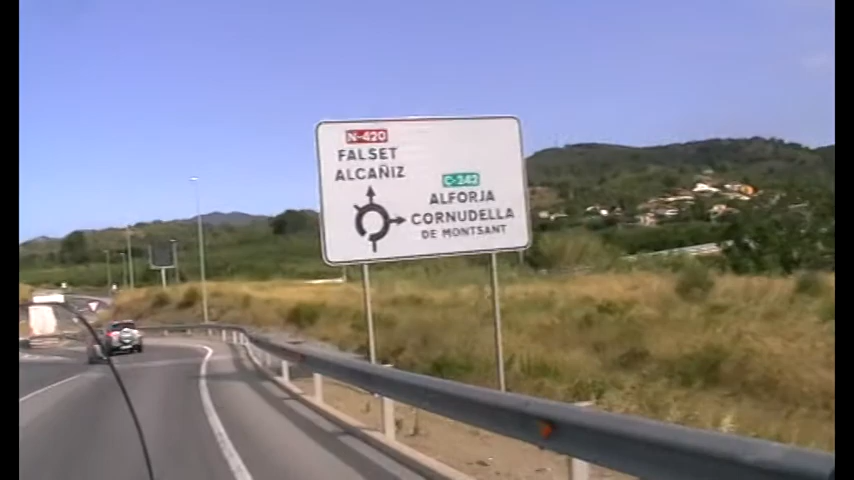 N-420
FALSET
ALCAÑIZ
C-242
ALFORJA
CORNUDELLA
DE MONTSANT